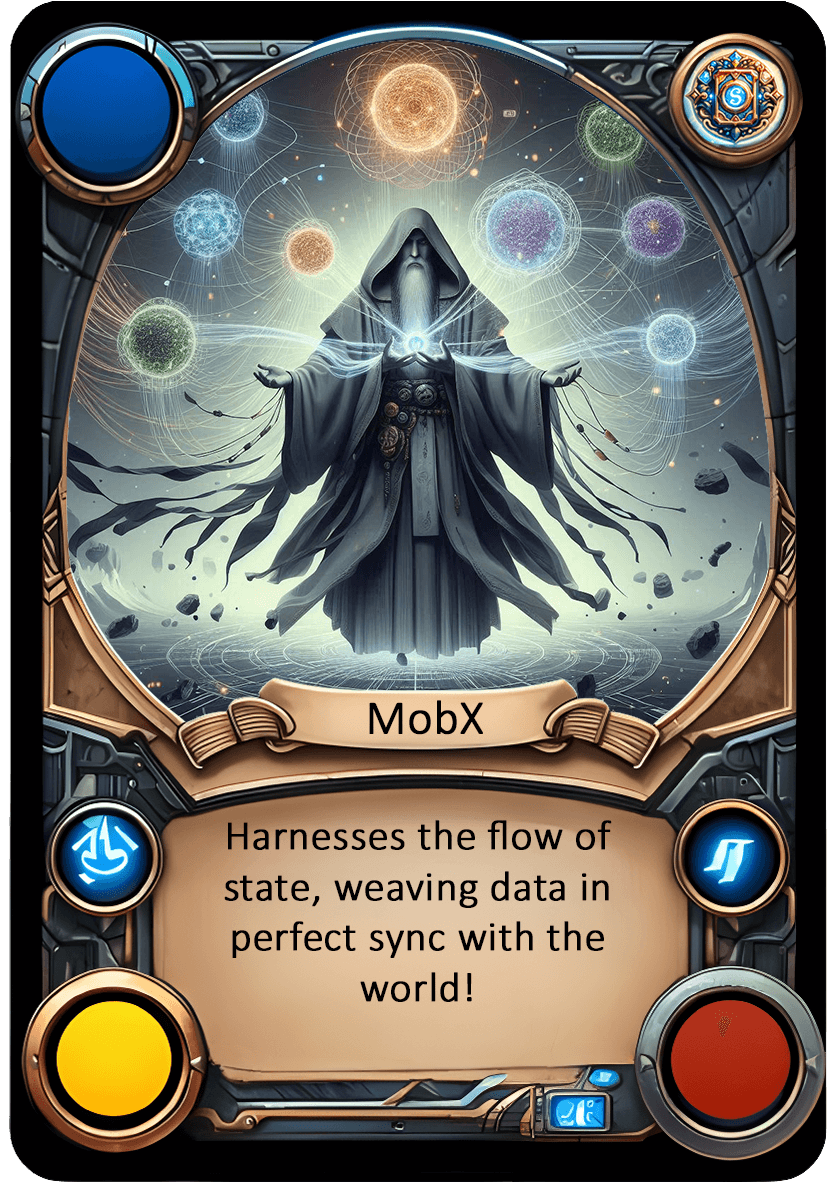 MobX
Harnesses the flow of
state, weaving data in
perfect sync with the
world!